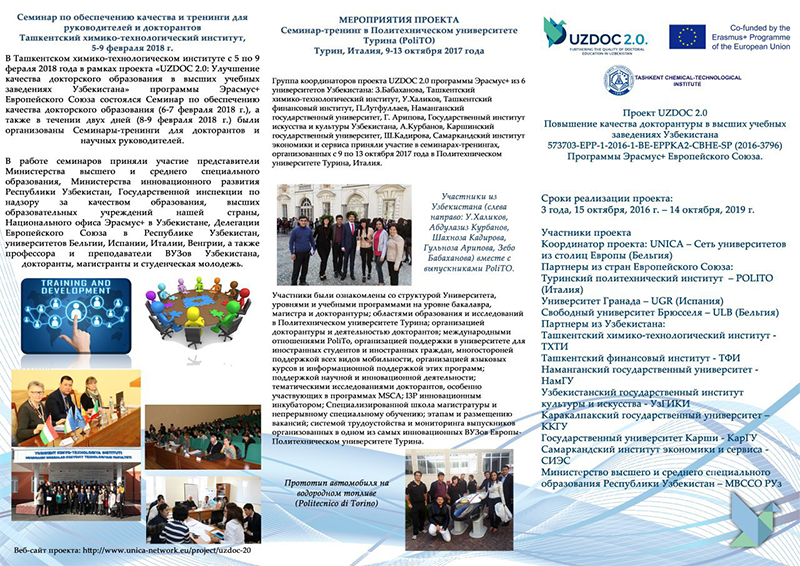 Семинар по обеспечению качества и тренинги для
руководителей и докторантов
Ташкентский химико-технологический институт,
5-9 февраля 2018 г.
В Ташкентском химико-технологическом институте с 5 по 9
фераля 2018 года в рамках проекта «UZDOC 2.0: Улучшение
качества докторского образования в высших учебных
заведениях Узбекистана» программы Эрасмус+
Европейского Союза состоялся Семинар по обеспечению
качества докторского образования (6-7 февраля 2018 г.), а
также в течении двух дней (8-9 февраля 2018 г.) были
организованы Семинары-тренинги для докторантов и
научных руководителей.
В работе семинаров приняли участие представители
Министерства высшего и среднего специального
образования, Министерства инновационного развития
Республики Узбекистан, Государственной инспекции по
надзору за качеством образования, высших
образовательных учреждений нашей страны,
Национального офиса Эрасмус+ в Узбекистане, Делегации
Европейского Союза в Республике Узбекистан,
университетов Бельгии, Испании, Италии, Венгрии, а также
профессора и преподаватели ВУЗов Узбекистана,
докторанты, магистранты и студенческая молодежь.
TRAINING AND
DEVELOPMENT
TOSHKENT KIMYO-TEXNOLOGIYA INSTITUTI
Веб-сайт проекта: http://www.unica-network.eu/project/uzdoc-20
МЕРОПРИЯТИЯ ПРОЕКТА
Семинар-тренинг в Политехническом университете
Турина (PoliTO)
Турин, Италия, 9-13 октября 2017 года
Группа координаторов проекта UZDOC 2.0 программы Эрасмус+ из 6
университетов Узбекистана: З.Бабаханова, Ташкентский
химико-технологический институт, У.Халиков, Ташкентский
финансовый институт, П.Лутфуллаев, Наманганский
государственный университет, Г. Арипова, Государственный институт
искусства и культуры Узбекистана, А.Курбанов, Каршинский
государственный университет, Ш.Кадирова, Самаркандский институт
экономики и сервиса приняли участие в семинарах-тренингах,
организованных с 9 по 13 октября 2017 года в Политехническом
университете Турина, Италия.
Участники из
Узбекистана (слева
направо: У.Халиков,
Абдулазиз Курбанов,
Шахноза Кадирова,
Гульноза Арипова, Зебо
Бабаханова) вместе с
выпускниками PoliTO.
Участники были ознакомлены со структурой Университета,
уровнями и учебными программами на уровне бакалавра,
магистра и докторантуры; областями образования и исследований
в Политехническом университете Турина; организацией
докторантуры и деятельностью докторантов; международными
отношениями PoliTo, организацией поддержки в университете для
иностранных студентов и иностранных граждан, многосторонней
поддержкой всех видов мобильности, организацией языковых
курсов и информационной поддержкой этих программ;
поддержкой научной и инновационной деятельности;
тематическими исследованиями докторантов, особенно
участвующих в программах MSCA; I3P инновационным
инкубатором; Специализированной школа магистратуры и
непрерывному специальному обучению; этапам и размещению
вакансий; системой трудоустройства и мониторинга выпускников
организованных в одном из самых инновационных ВУЗов Европы-
Политехническом университете Турина.
Прототип автомобиля на
водородном топливе
(Politecnico di Torino)
UZDOC 2.0.
FURTHERING THE QUALITY OF DOCTORAL
EDUCATION IN UZBEKISTAN
Co-funded by the
Erasmus+ Programme
of the European Union
TASHKENT CHEMICAL-TECHNOLOGICAL
INSTITUTE
Проект UZDOC 2.0
Повышение качества докторантуры в высших учебных
заведениях Узбекистана
573703-EPP-1-2016-1-BE-EPPKA2-CBHE-SP (2016-3796)
Программы Эрасмус+ Европейского Союза.
Сроки реализации проекта:
3 года, 15 октября, 2016 г. – 14 октября, 2019 г.
Участники проекта
Координатор проекта: UNICA – Сеть университетов
из столиц Европы (Бельгия)
Партнеры из стран Европейского Союза:
Туринский политехнический институт – POLITO
(Италия)
Университет Гранада – UGR (Испания)
Свободный университет Брюсселя – ULB (Бельгия)
Партнеры из Узбекистана:
Ташкентский химико-технологический институт -
ТХТИ
Ташкентский финансовый институт - ТФИ
Наманганский государственный университет -
НамГУ
Узбекистанский государственный институт
культуры и искусства - УзГИКИ
Каракалпакский государственный университет –
ККГУ
Государственный университет Карши - КарГУ
Самаркандский институт экономики и сервиса -
СИЭС
Министерство высшего и среднего специального
образования Республики Узбекистан – МВССО РУз